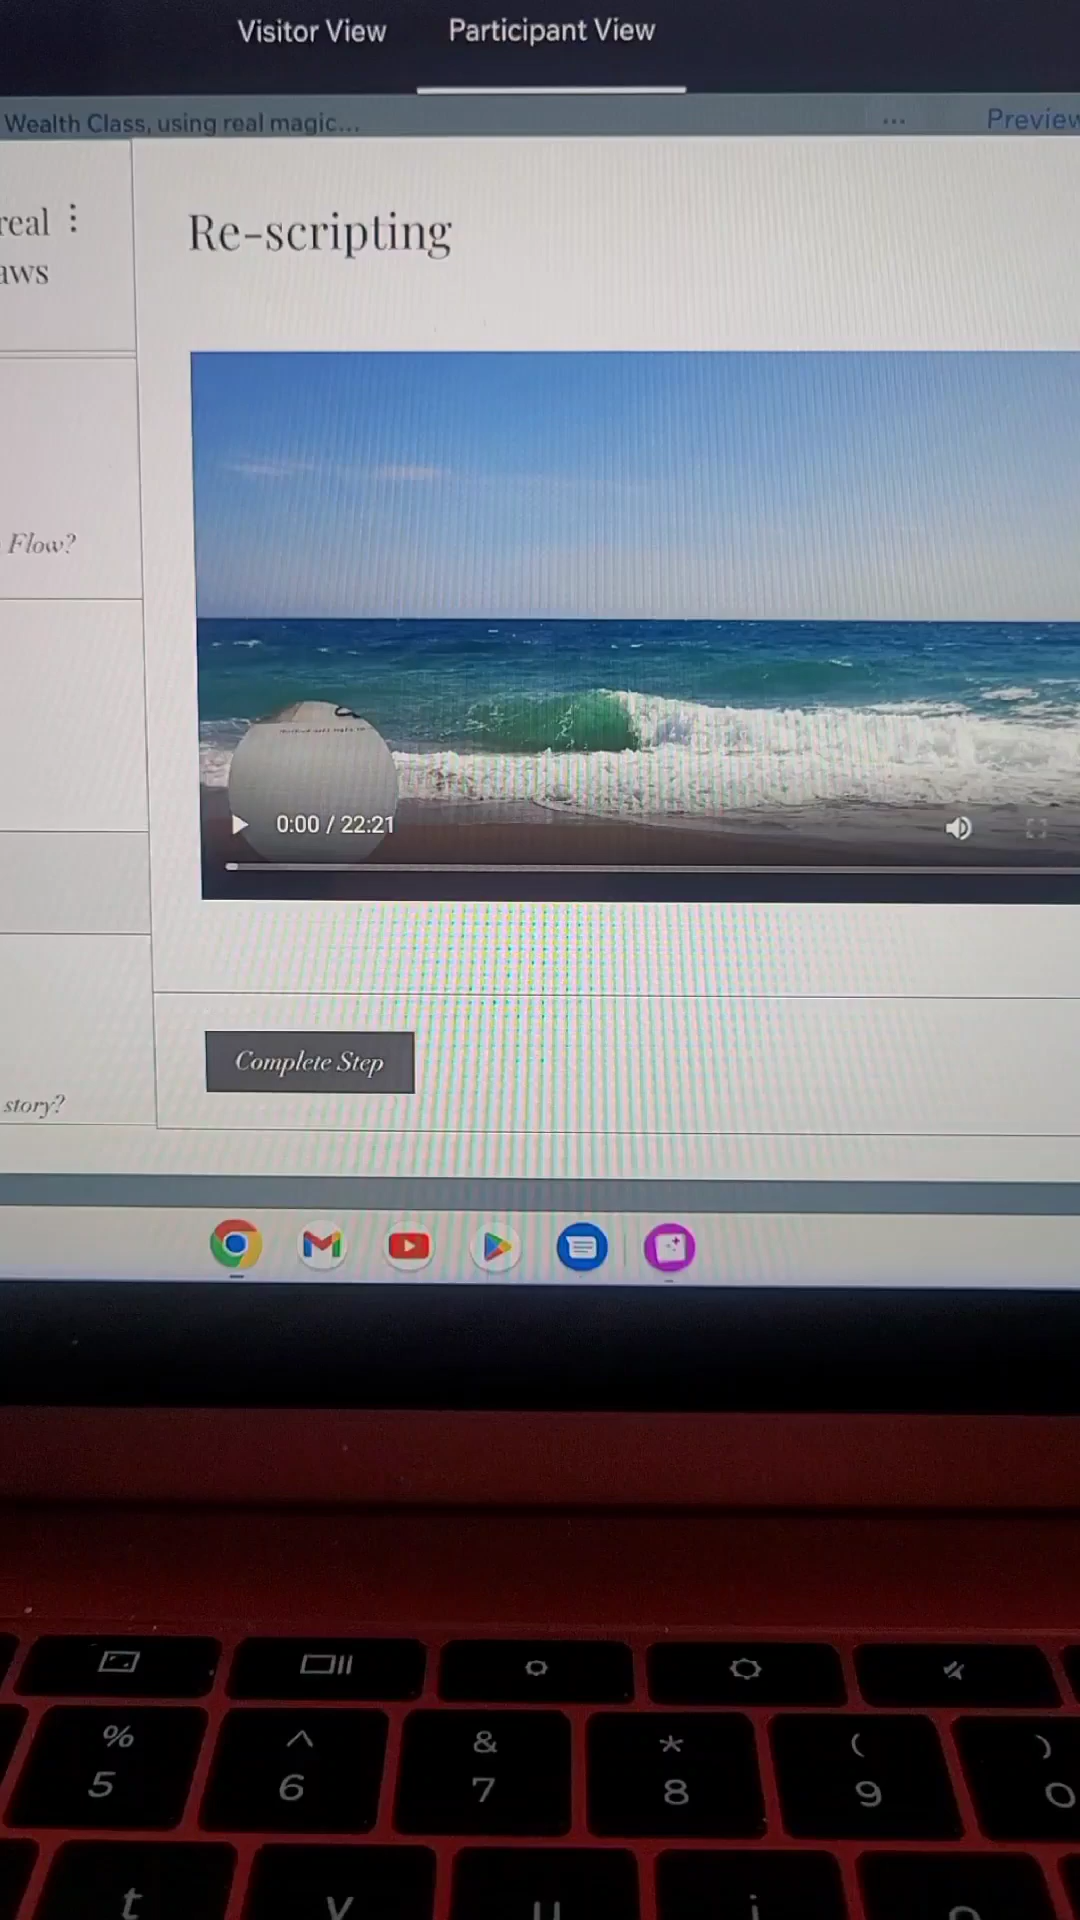 Visitor View
Participant View
Wealth Class, using real magic...
Preview
real
aws
Re-scripting
Flow?
0:00 / 22:21
Complete Step
story?
%
5
^
6
&
7
*
8
(
9
)
0
t
y
u
i
o